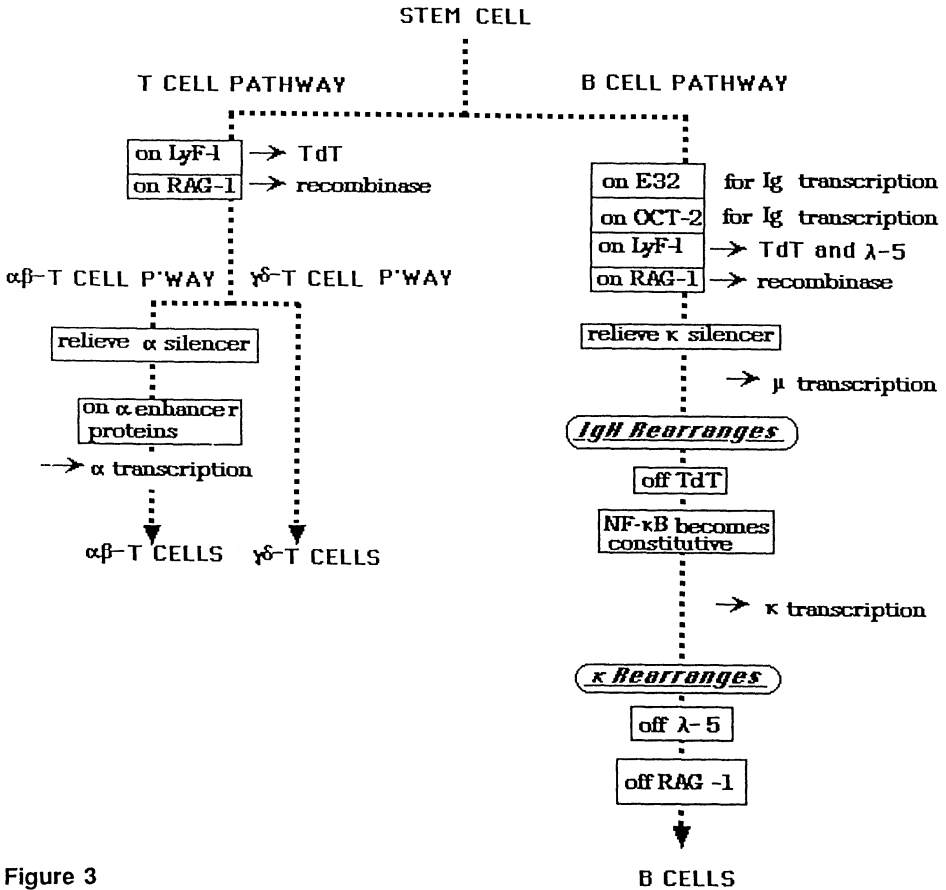 STEM CELL
T CELL PATHWAY
on LyF-1 → TdT
on RAG-1 → recombinase
αβ-T CELL P'WAY
γδ-T CELL P'WAY
relieve α silencer
on α enhancer
proteins
--→ α transcription
αβ-T CELLS
γδ-T CELLS
B CELL PATHWAY
on E32 for Ig transcription
on OCT-2 for Ig transcription
on LyF-1 → TdT and λ-5
on RAG-1 → recombinase
relieve κ silencer
→ μ transcription
IgH Rearranges
off TdT
NF-κB becomes
constitutive
→ κ transcription
κ Rearranges
off λ-5
off RAG -1
B CELLS
Figure 3